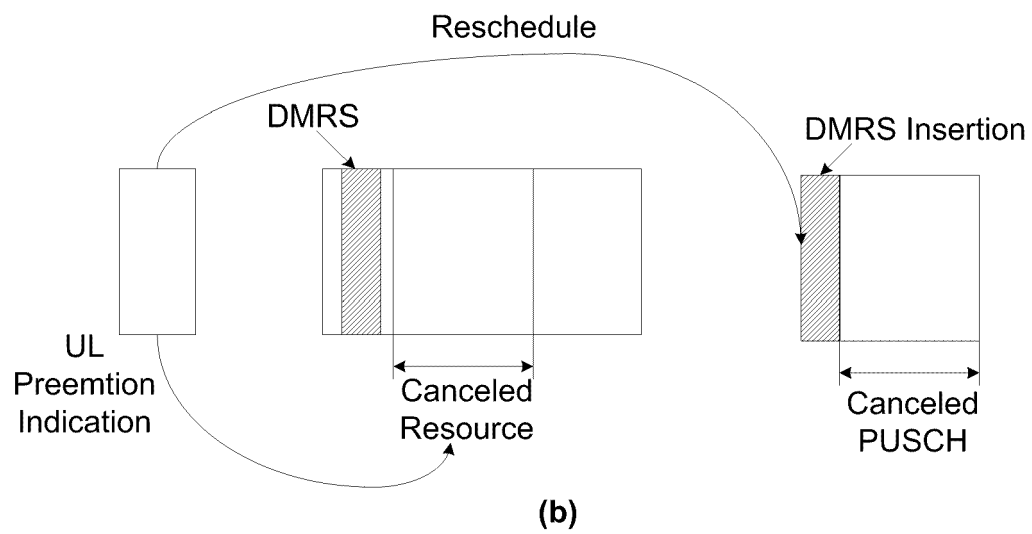 Reschedule
DMRS
DMRS Insertion
UL
Preemtion
Indication
Canceled
Resource
Canceled
PUSCH
(b)